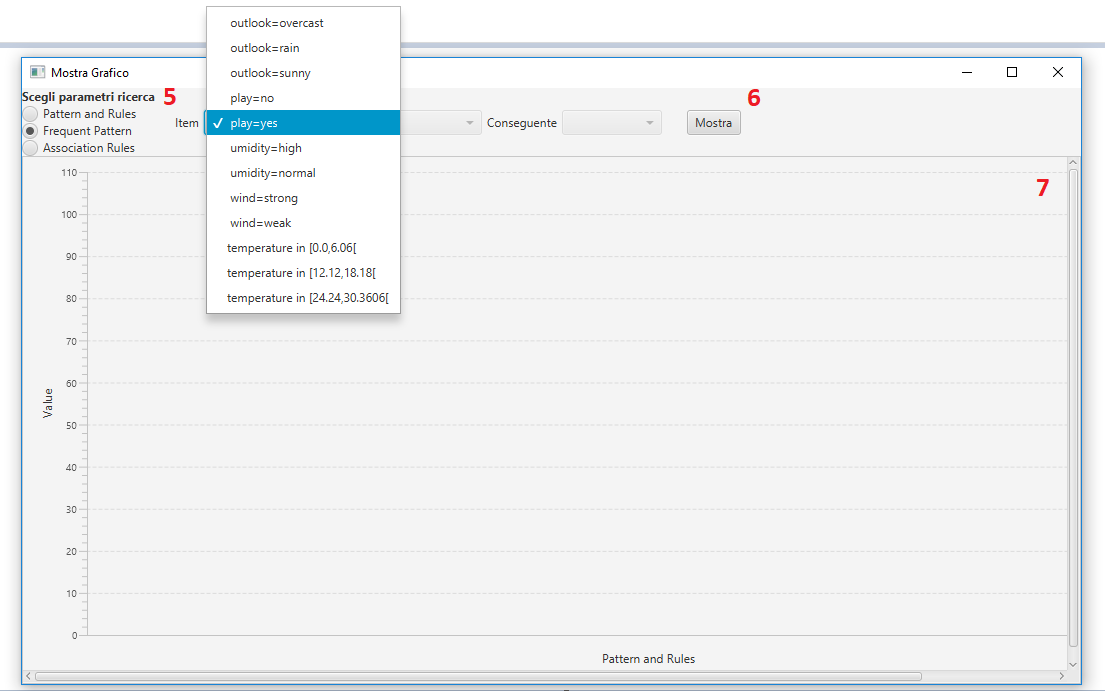 outlook=overcast
outlook=rain
outlook=sunny
play=no
play=yes
umidity=high
umidity=normal
wind=strong
wind=weak
temperature in [0.0,6.06[
temperature in [12.12,18.18[
temperature in [24.24,30.3606[
Mostra Grafico
Scegli parametri ricerca 5
Pattern and Rules
Frequent Pattern
Association Rules
Item
Conseguente
Mostra
6
7
110
100
90
80
70
60
50
40
30
20
10
0
Value
Pattern and Rules